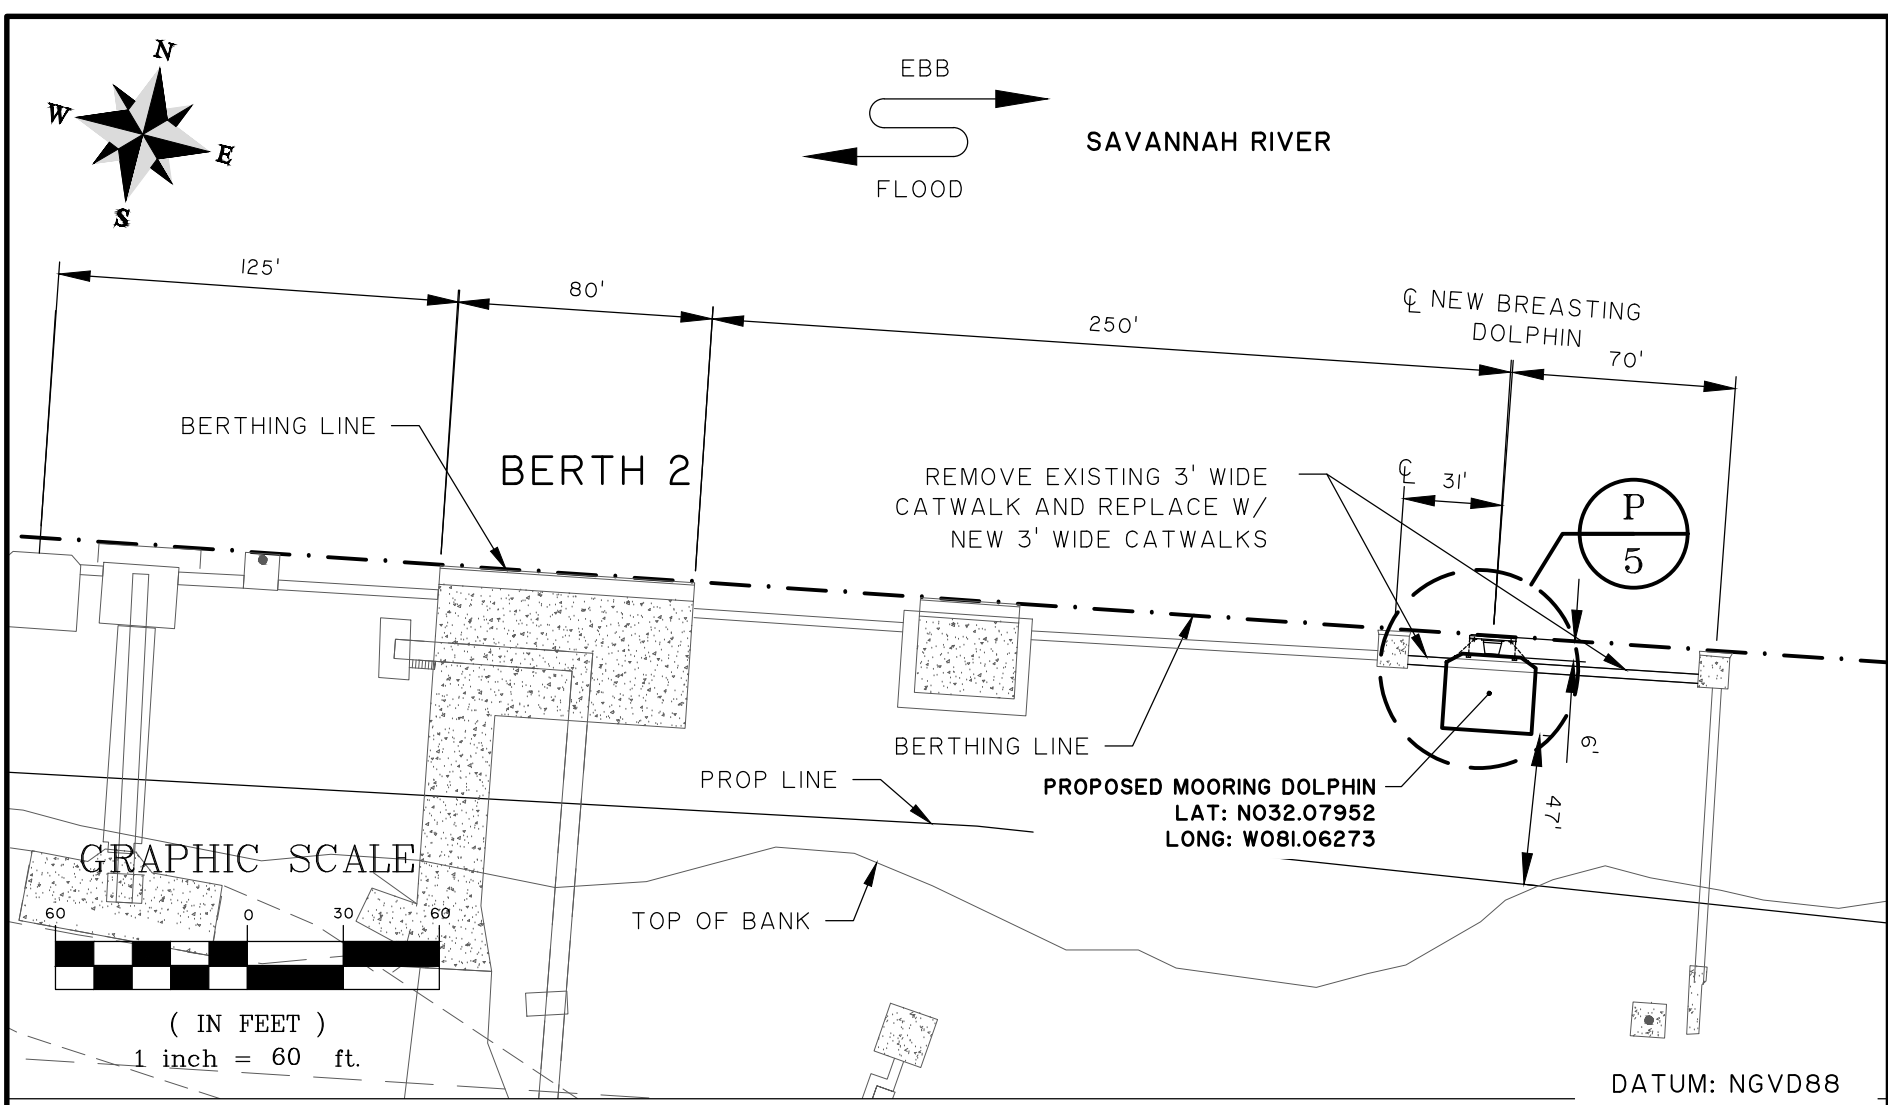 N
W
E
S
EBB
FLOOD
SAVANNAH RIVER
125'
80'
250'
℄ NEW BREASTING
DOLPHIN
70'
BERTHING LINE
BERTH 2
REMOVE EXISTING 3' WIDE
CATWALK AND REPLACE W/
NEW 3' WIDE CATWALKS
℄
31'
P
5
BERTHING LINE
6'
PROP LINE
PROPOSED MOORING DOLPHIN
LAT: N032.07952
LONG: W081.06273
47'
GRAPHIC SCALE
60 0 30 60
TOP OF BANK
( IN FEET )
1 inch = 60 ft.
DATUM: NGVD88